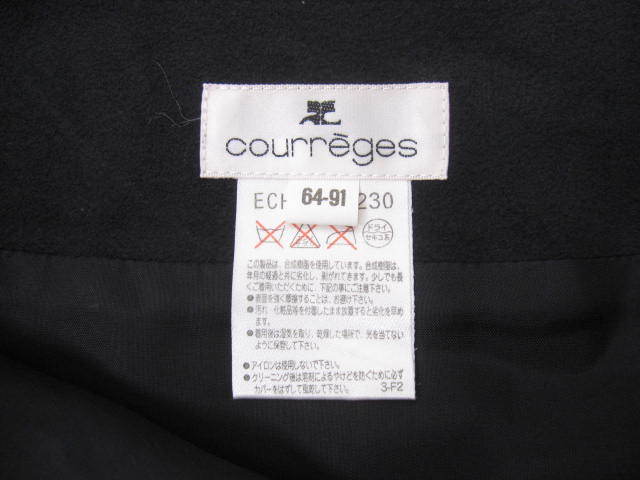 courrèges
64-91
ECH 230
ドライ
セキユ系
この製品は、合成樹脂を使用しています。合成樹脂は、
年月の経過と共に劣化し、剥がれてきます。少しでも長
くご着用いただくために、下記の事にご注意下さい。
●表面を強く摩擦することは、お避け下さい。
●汚れ・化粧品等を付着したまま放置すると劣化を早め
ます。
●着用後は湿気を取り、乾燥した場所で、光を当てない
ように保管して下さい。
●アイロンは使用しないで下さい。
●クリーニング後は溶剤によるやけどを防ぐために必ず
カバーをはずして風乾して下さい。
3-F2